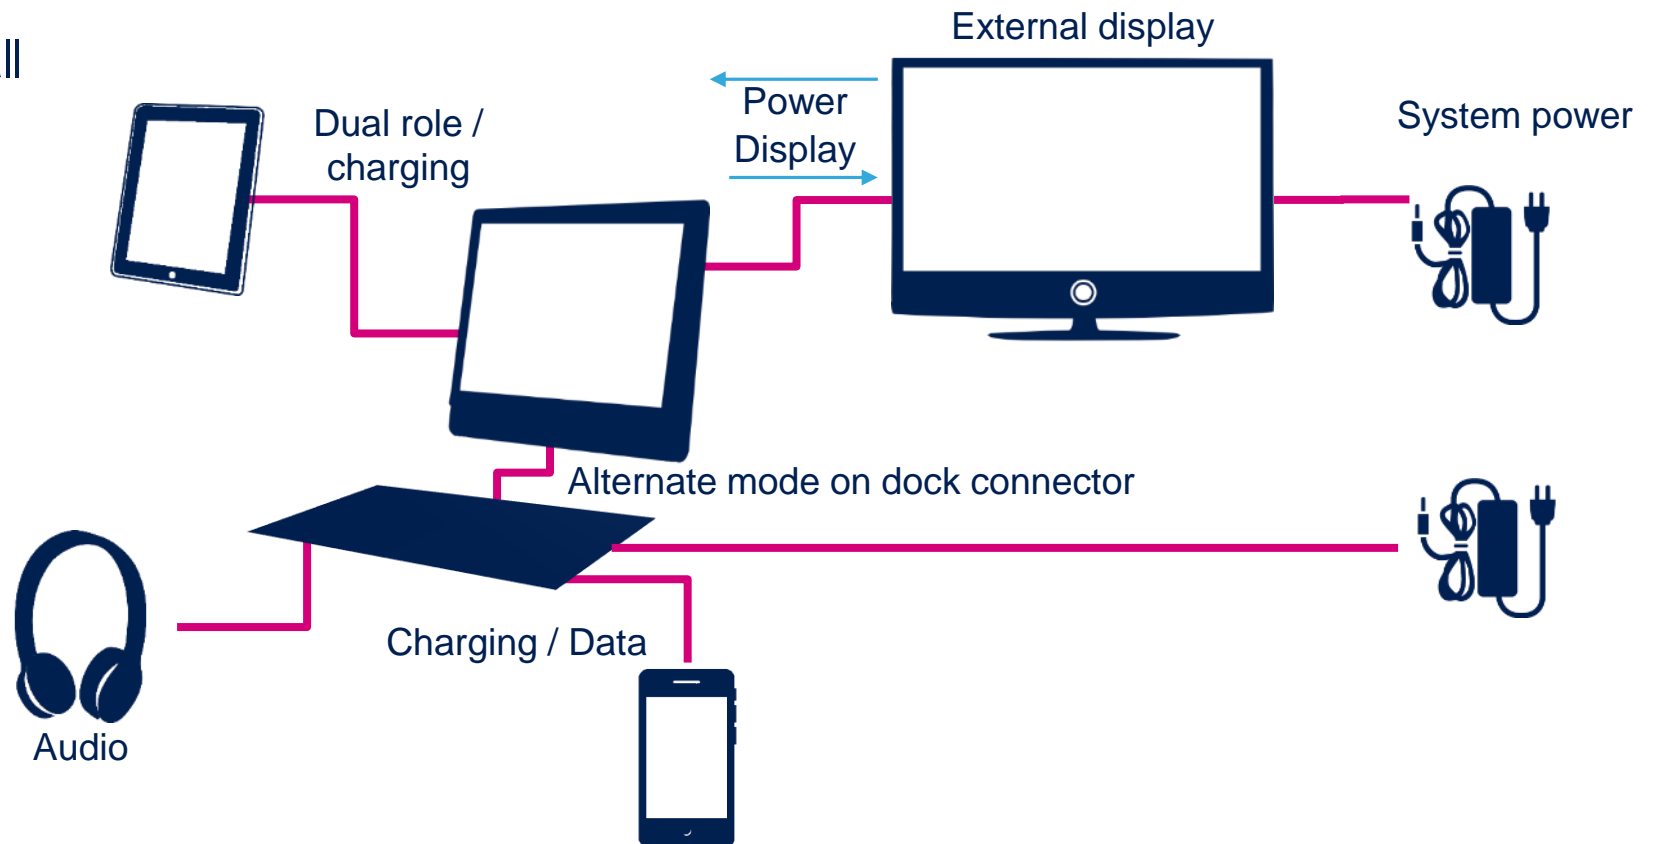 External display
Dual role /
charging
Power
Display
System power
Alternate mode on dock connector
Charging / Data
Audio